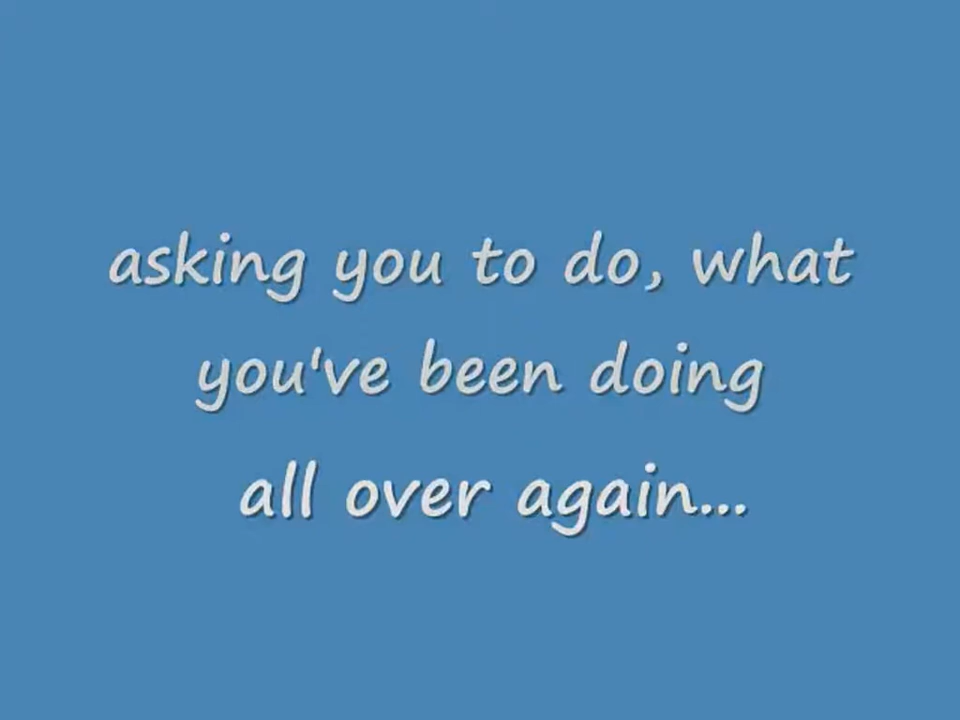 asking you to do, what
you've been doing
all over again...